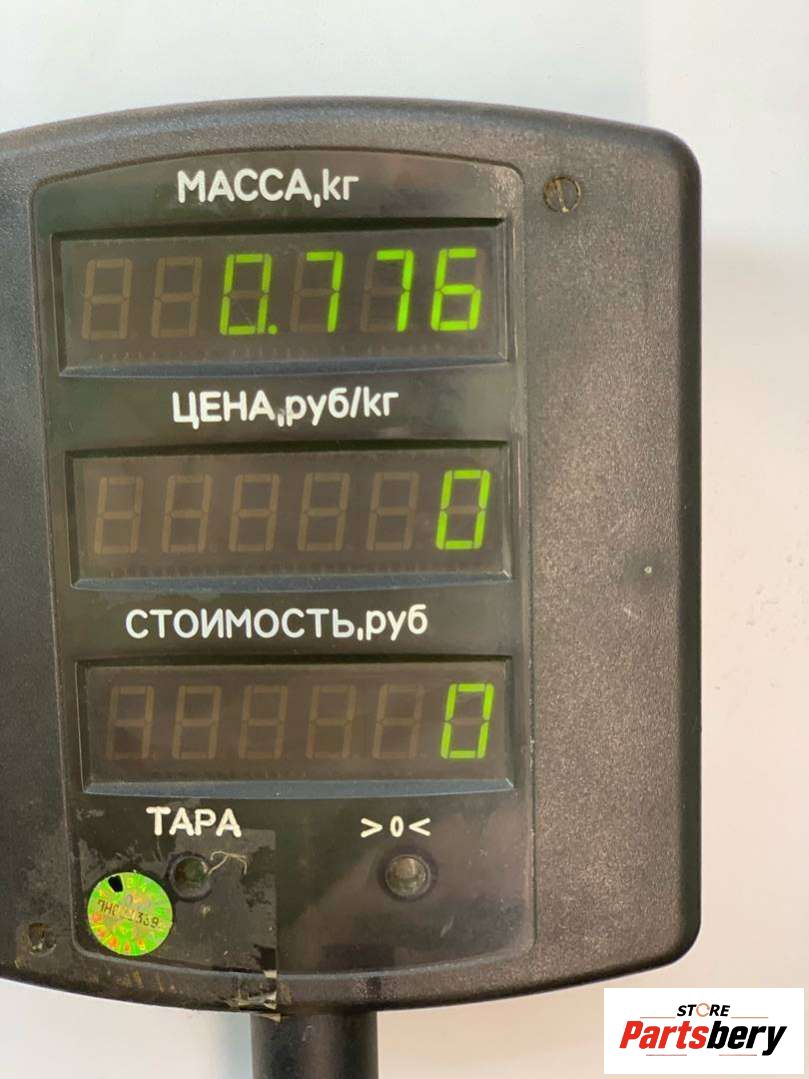 МАССА,кг
0.776
ЦЕНА,руб/кг
0
СТОИМОСТЬ,руб
0
ТАРА >0<
STORE
Partsbery